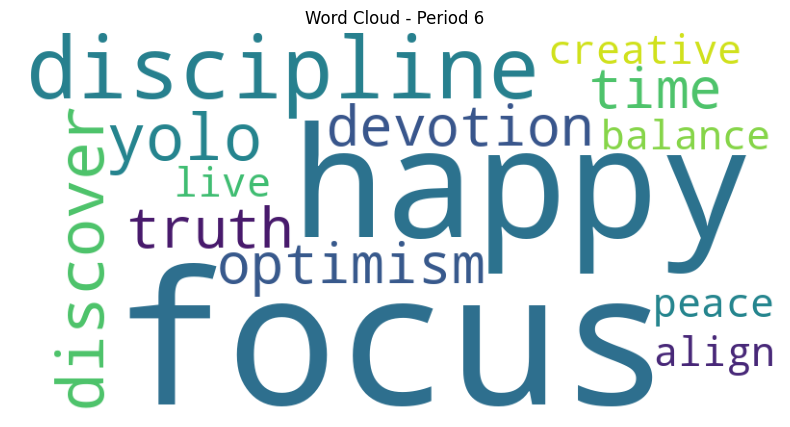 Word Cloud - Period 6
discipline
creative
time
yolo
devotion
balance
happy
live
discover
truth
optimism
focus
peace
align